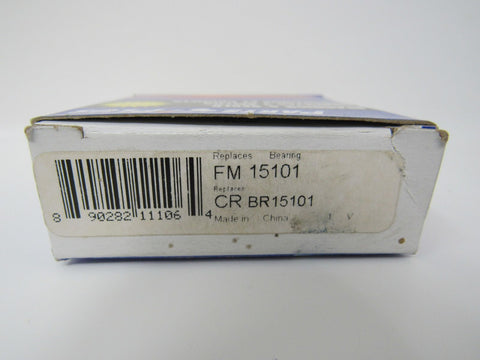 Replaces Bearing
FM 15101
Replaces
CR BR15101
Made in China V
8 90282 11106 4